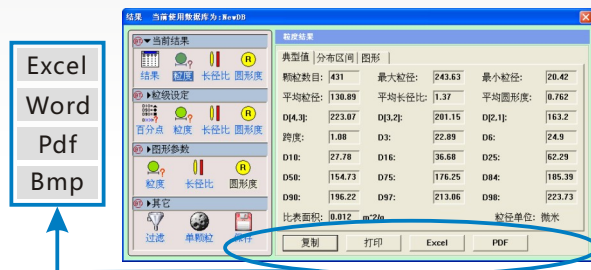 Excel
Word
Pdf
Bmp
结果 当前使用数据库为:NewDB
当前结果
结果 粒度 长径比 圆形度
粒级设定
百分点 粒度 长径比 圆形度
图形参数
粒度 长径比 圆形度
其它
过滤 单颗粒 保存
粒度结果
典型值 分布区间 图形
颗粒数目: 431 最大粒径: 243.63 最小粒径: 20.42
平均粒径: 130.89 平均长径比: 1.37 平均圆形度: 0.762
D[4,3]: 223.07 D[3,2]: 201.15 D[2,1]: 163.2
跨度: 1.08 D3: 22.89 D6: 24.9
D10: 27.78 D16: 36.68 D25: 62.29
D50: 154.73 D75: 176.25 D84: 185.39
D90: 196.22 D97: 213.06 D98: 223.73
比表面积: 0.012 m^2/g 粒径单位: 微米
复制 打印 Excel PDF